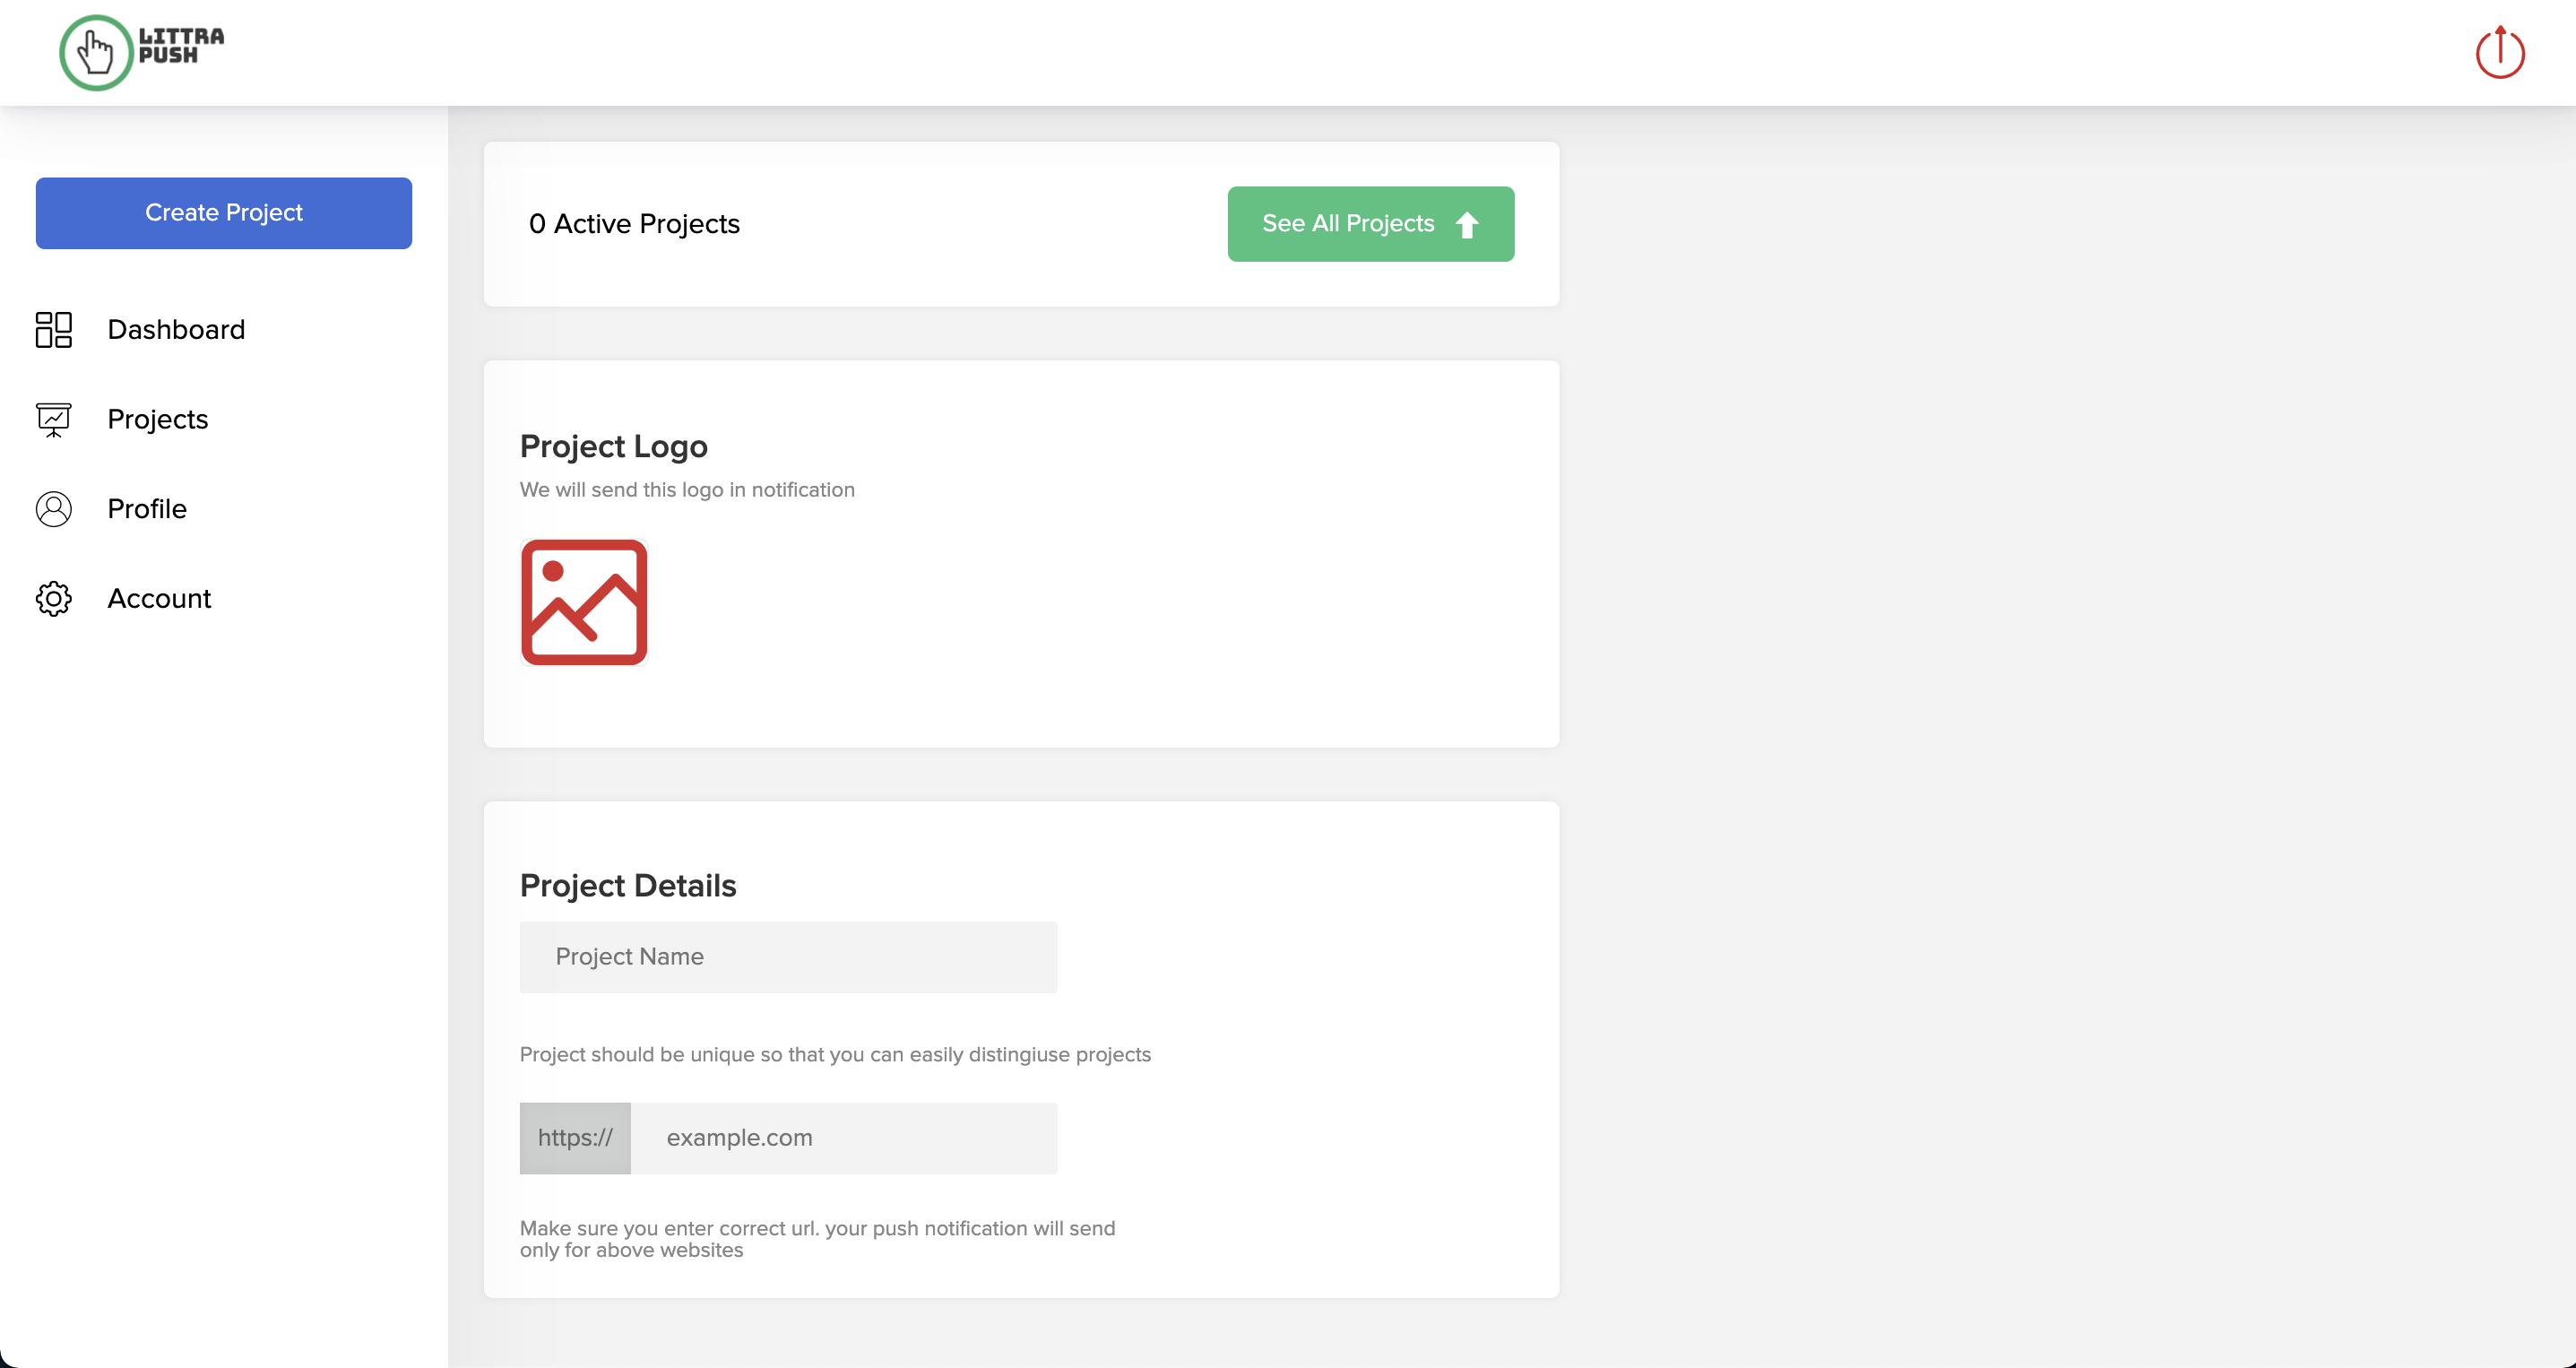 LITTRA
PUSH
Create Project
Dashboard
Projects
Profile
Account
0 Active Projects
See All Projects
Project Logo
We will send this logo in notification
Project Details
Project Name
Project should be unique so that you can easily distingiuse projects
https://
example.com
Make sure you enter correct url. your push notification will send
only for above websites